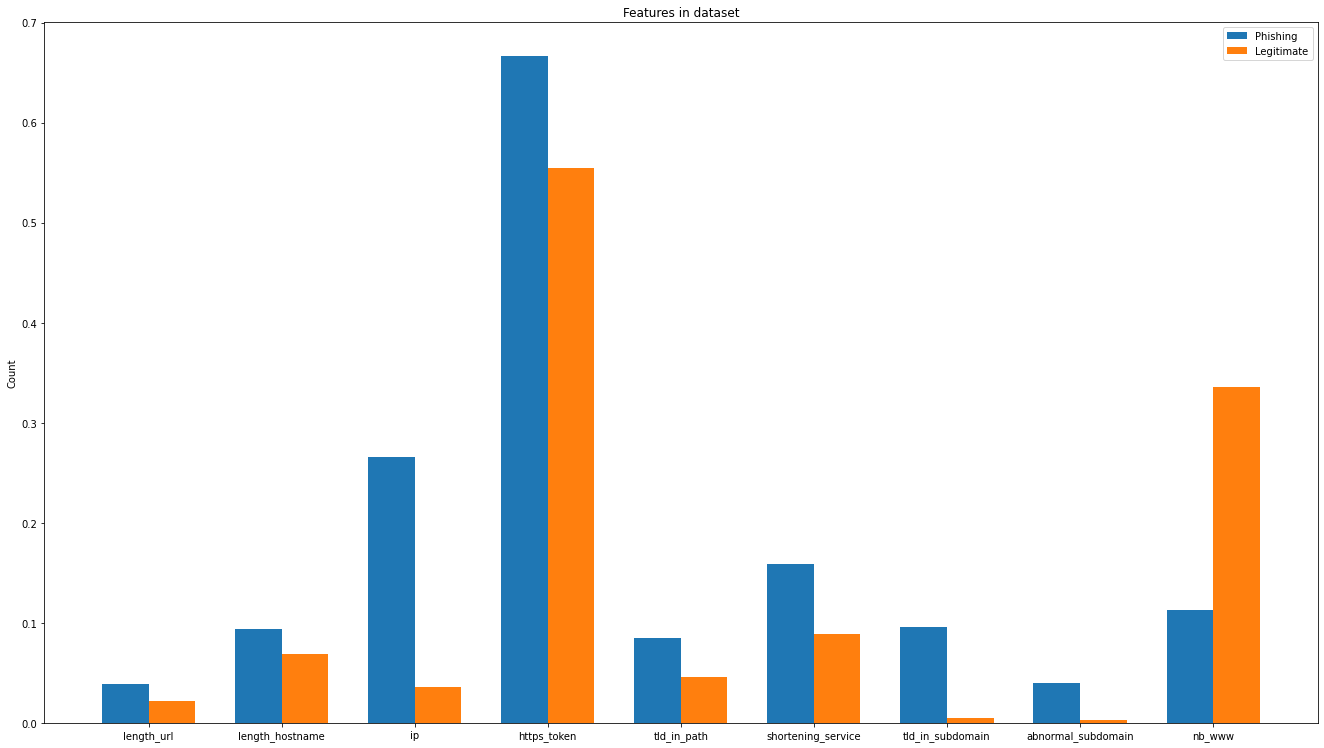 Features in dataset
Phishing
Legitimate
Count
0.7
0.6
0.5
0.4
0.3
0.2
0.1
0.0
length_url length_hostname ip https_token tld_in_path shortening_service tld_in_subdomain abnormal_subdomain nb_www